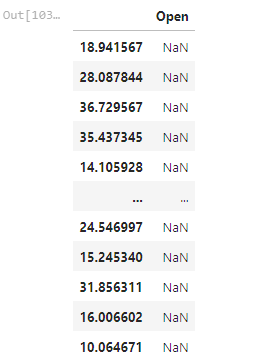 Out[103…
Open
18.941567 NaN
28.087844 NaN
36.729567 NaN
35.437345 NaN
14.105928 NaN
... ...
24.546997 NaN
15.245340 NaN
31.856311 NaN
16.006602 NaN
10.064671 NaN